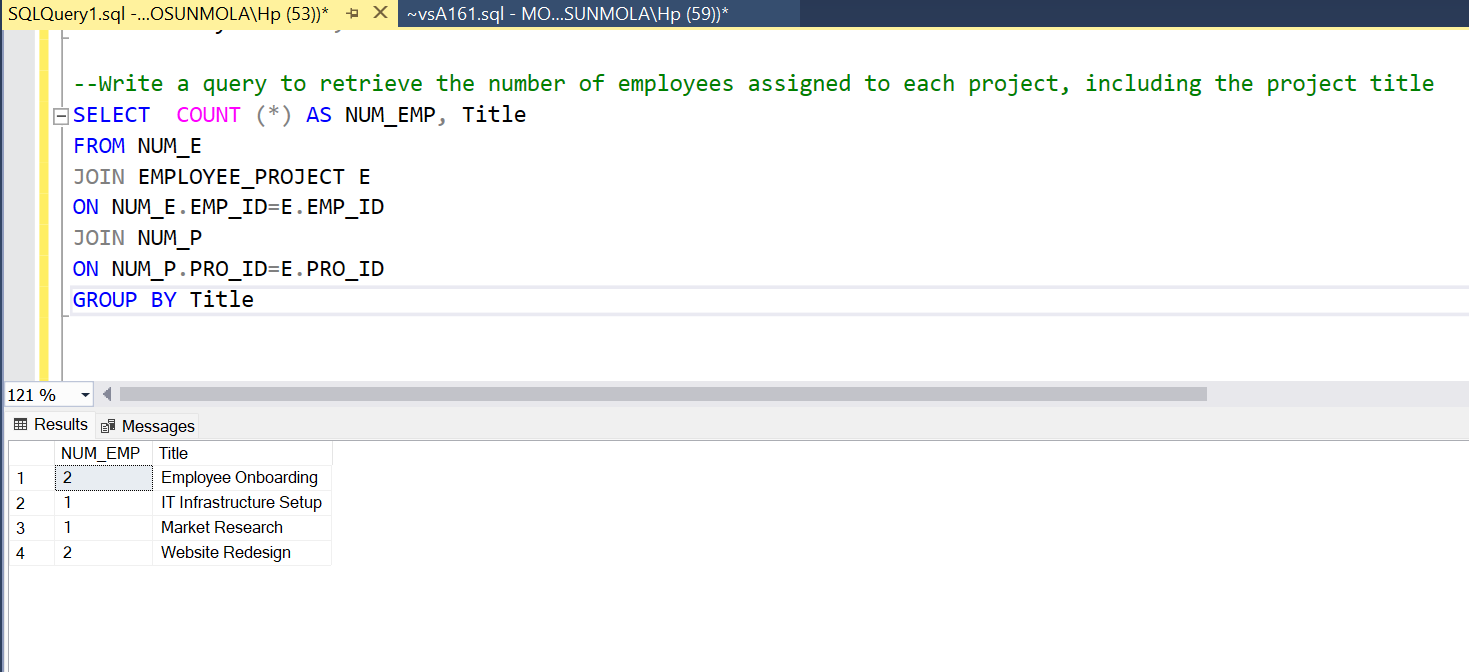 SQLQuery1.sql -...OSUNMOLA\Hp (53))*
~vsA161.sql - MO...SUNMOLA\Hp (59))*
--Write a query to retrieve the number of employees assigned to each project, including the project title
SELECT  COUNT (*) AS NUM_EMP, Title
FROM NUM_E
JOIN EMPLOYEE_PROJECT E
ON NUM_E.EMP_ID=E.EMP_ID
JOIN NUM_P
ON NUM_P.PRO_ID=E.PRO_ID
GROUP BY Title
121 %
Results Messages
NUM_EMP Title
1 2 Employee Onboarding
2 1 IT Infrastructure Setup
3 1 Market Research
4 2 Website Redesign